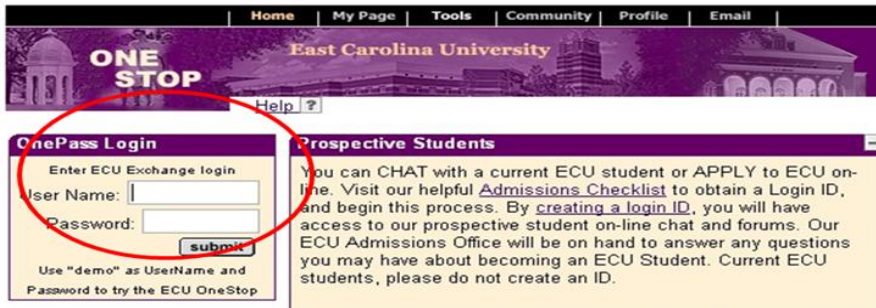 Home | My Page | Tools | Community | Profile | Email |
ONE
STOP
East Carolina University
Help ?
OnePass Login
Enter ECU Exchange login
User Name:
Password:
submit
Use "demo" as UserName and
Password to try the ECU OneStop
Prospective Students
You can CHAT with a current ECU student or APPLY to ECU on-
line. Visit our helpful Admissions Checklist to obtain a Login ID,
and begin this process. By creating a login ID, you will have
access to our prospective student on-line chat and forums. Our
ECU Admissions Office will be on hand to answer any questions
you may have about becoming an ECU Student. Current ECU
students, please do not create an ID.